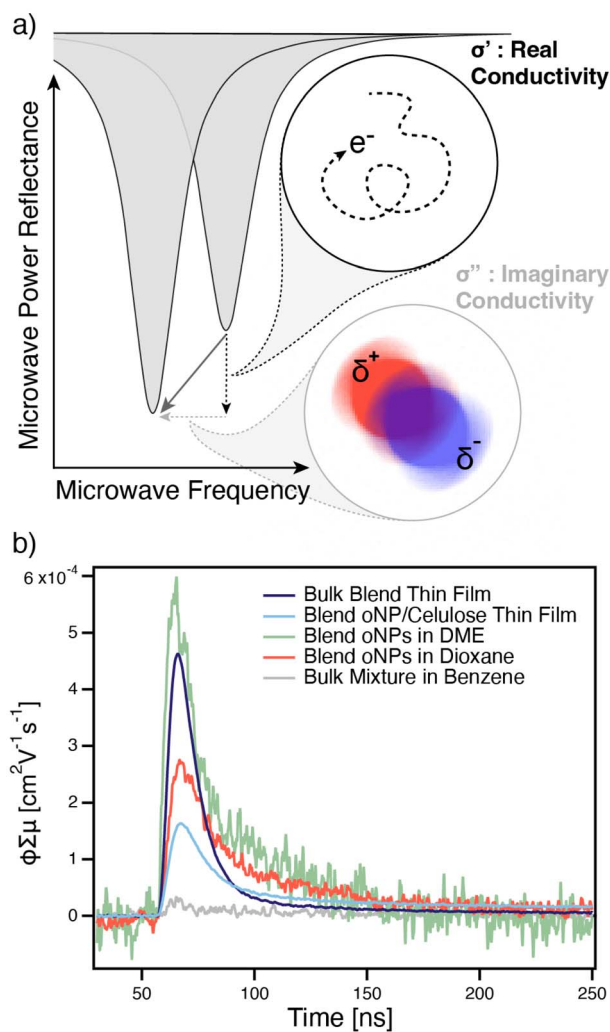 a)
σ' : Real
Conductivity
Microwave Power Reflectance
e-
σ" : Imaginary
Conductivity
δ+
δ-
Microwave Frequency
b)
6 x10⁻⁴
5
4
3
2
1
0
ϕΣμ [cm²V⁻¹s⁻¹]
Bulk Blend Thin Film
Blend oNP/Celulose Thin Film
Blend oNPs in DME
Blend oNPs in Dioxane
Bulk Mixture in Benzene
50 100 150 200 250
Time [ns]